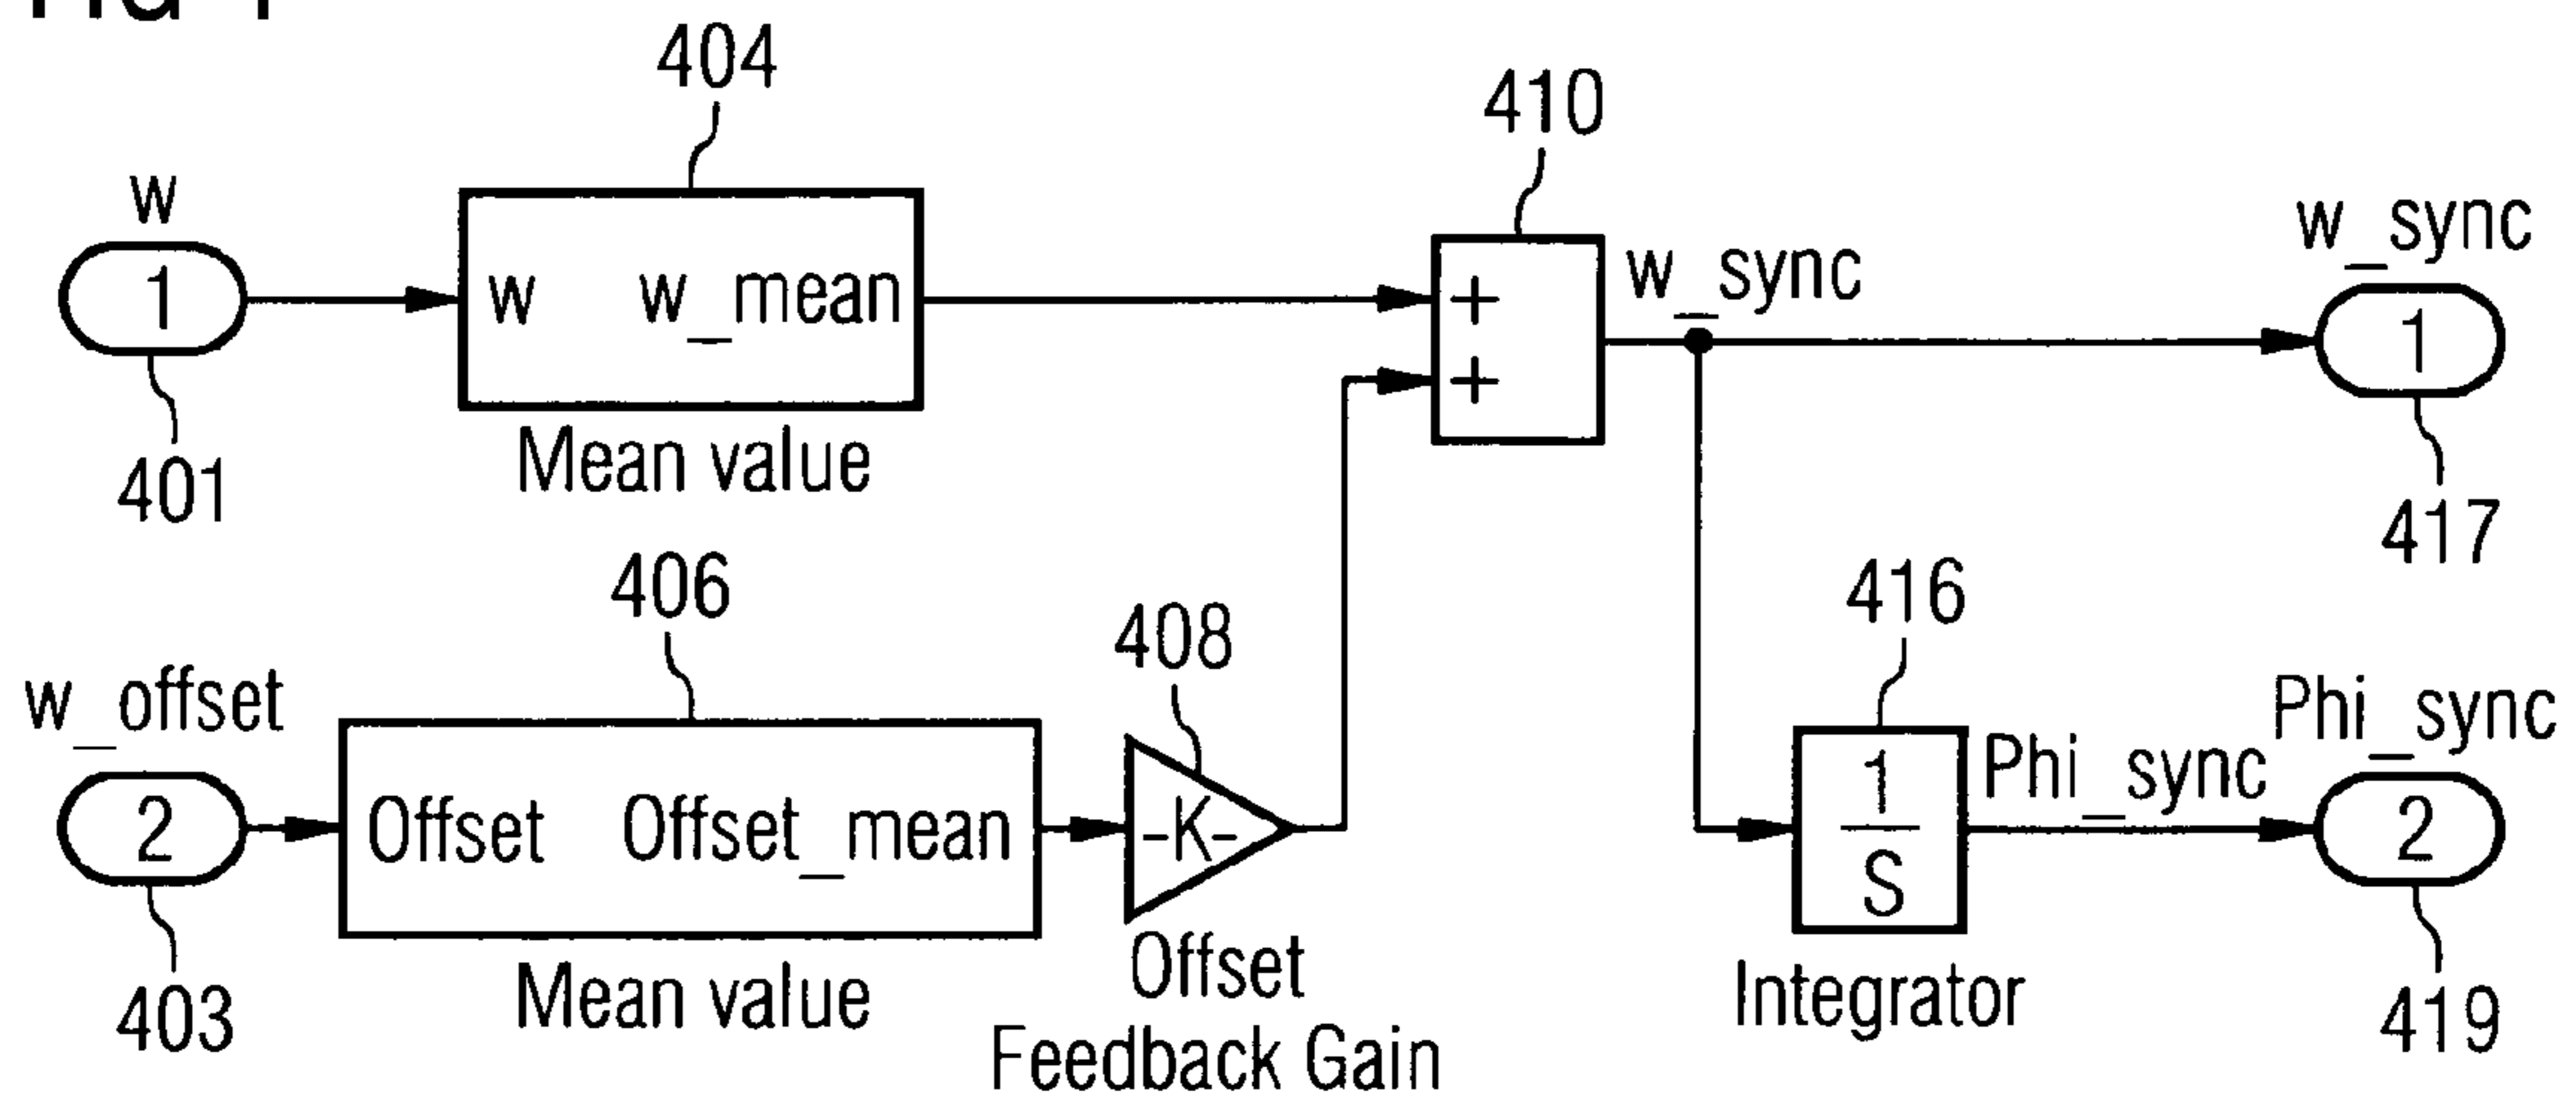 404
410
w
w_sync
w_sync
1
w w_mean
+
+
1
Mean value
401
417
406
408
416
w_offset
Phi_sync
Phi_sync
2
Offset Offset_mean
-K-
1
S
2
Offset
Feedback Gain
Mean value
Integrator
403
419